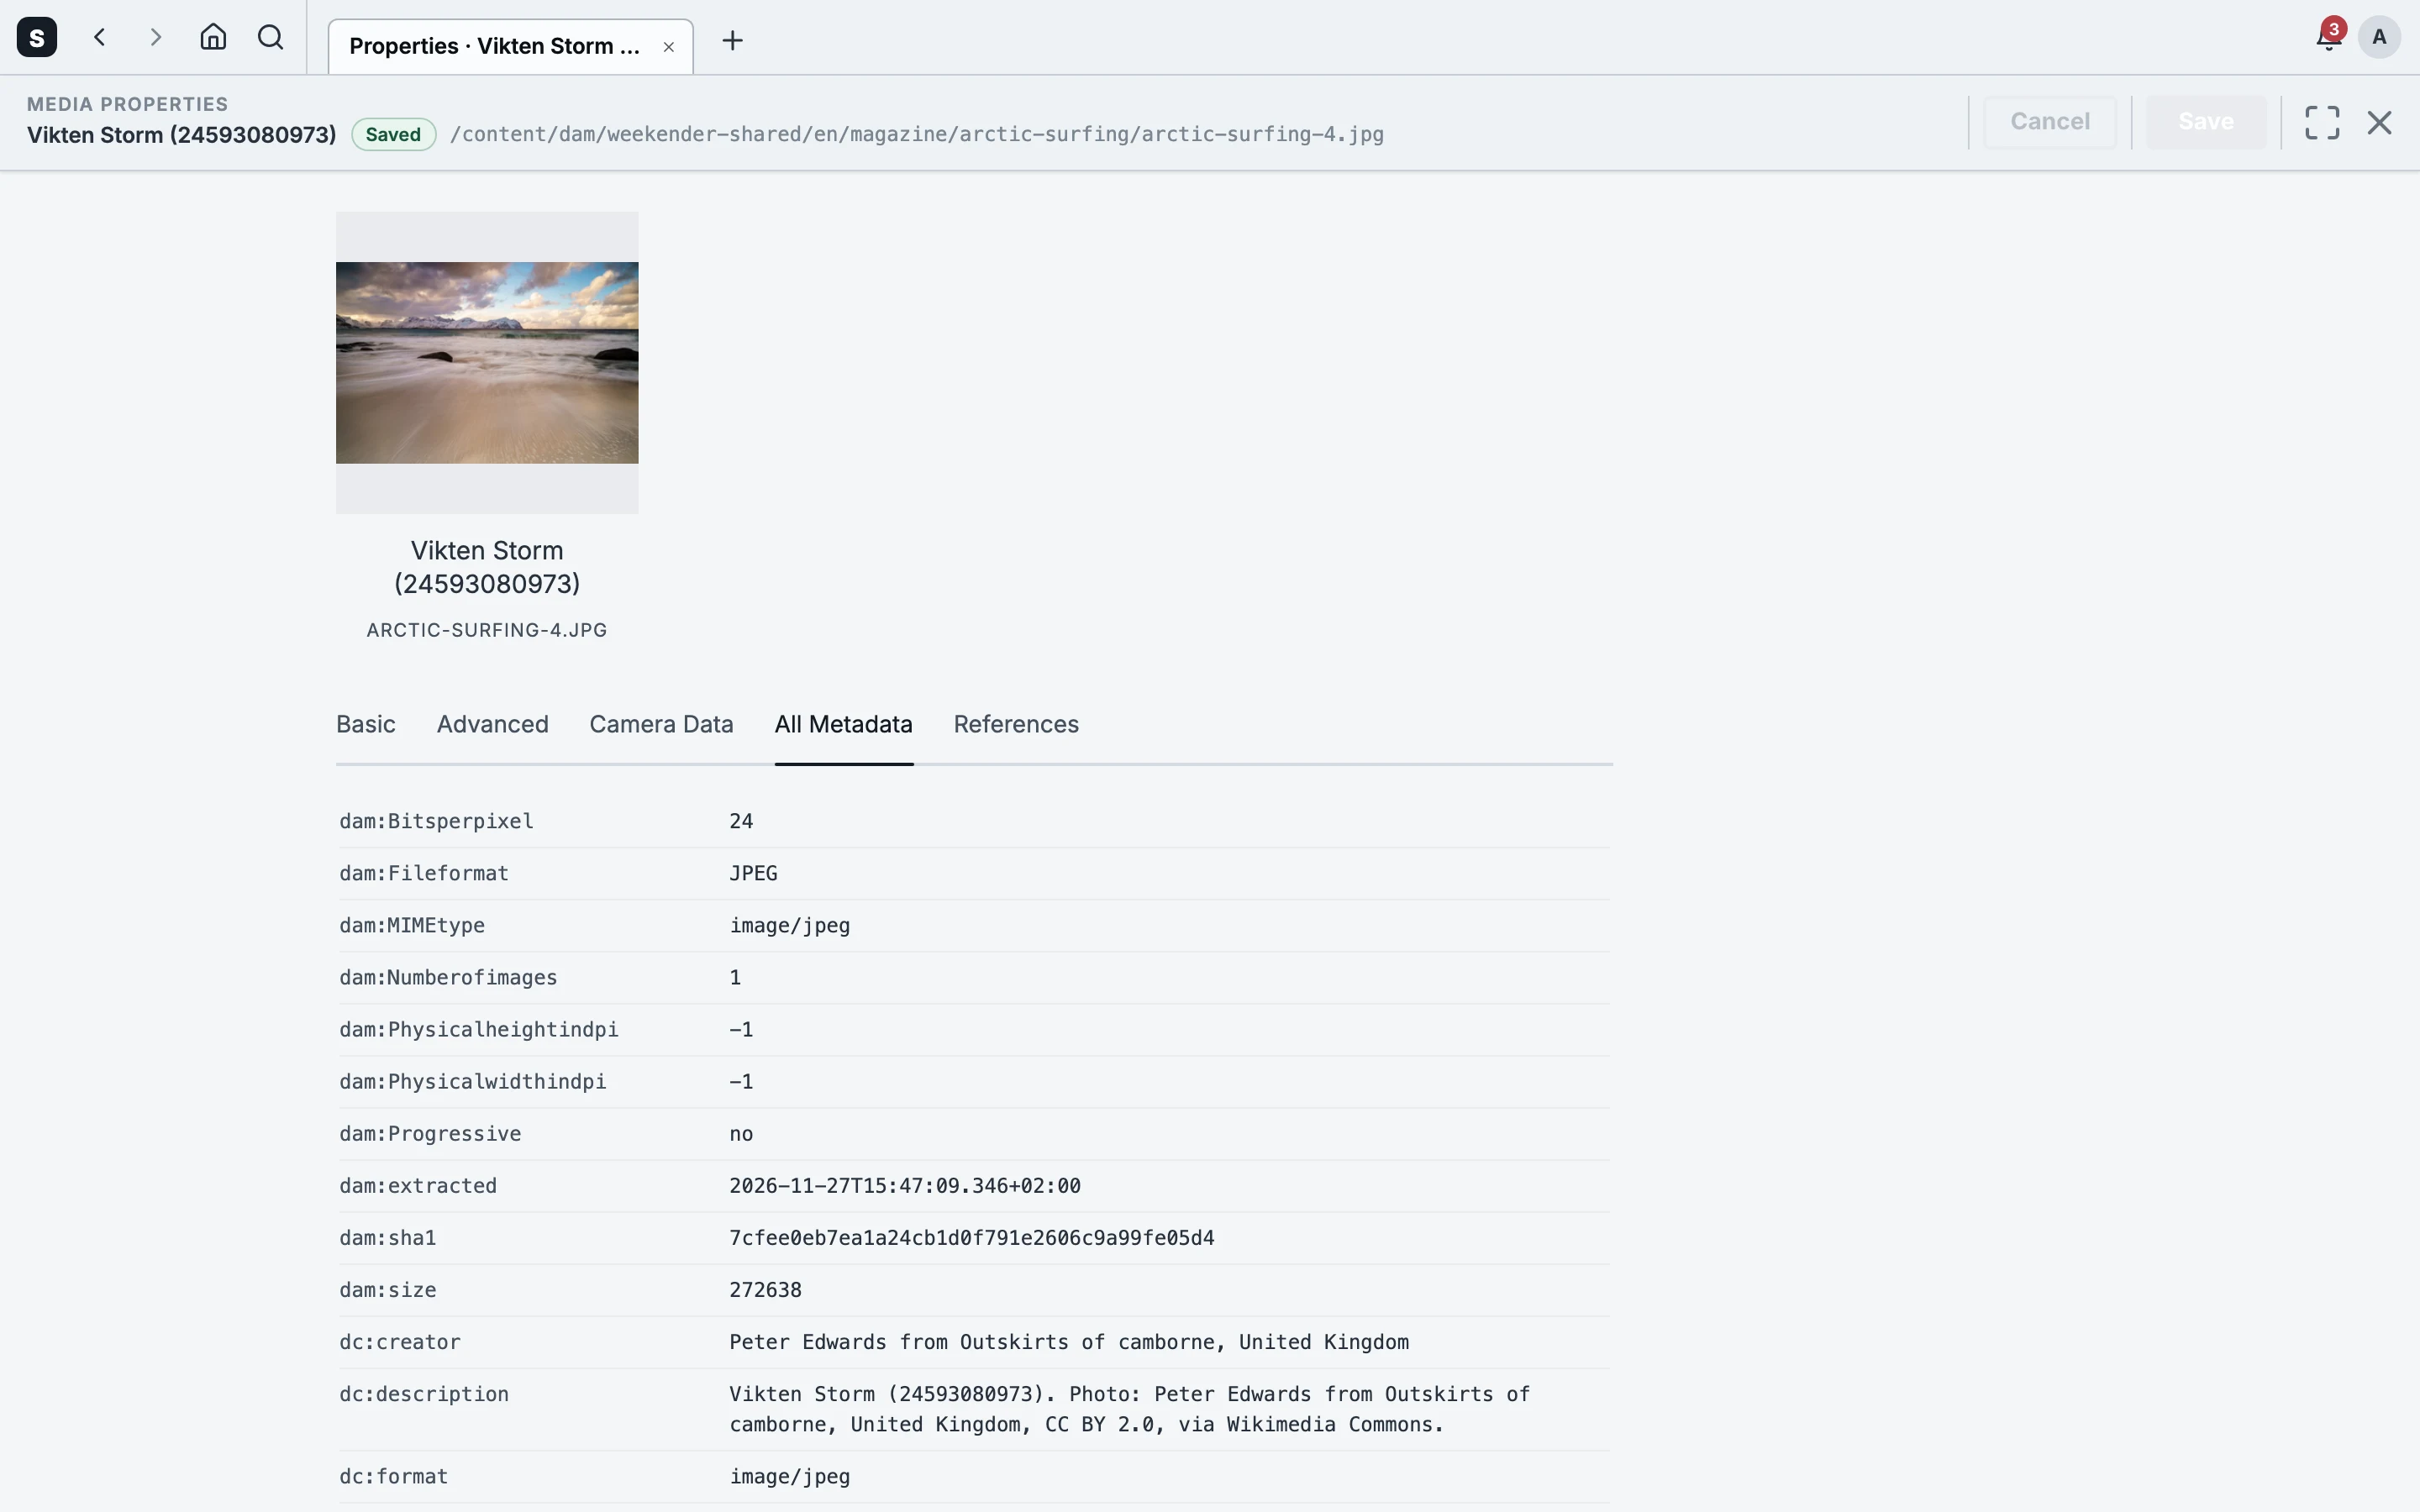 S
Properties · Vikten Storm ...
3
A
MEDIA PROPERTIES
Vikten Storm (24593080973) Saved /content/dam/weekender-shared/en/magazine/arctic-surfing/arctic-surfing-4.jpg
Cancel
Save
Vikten Storm
(24593080973)
ARCTIC-SURFING-4.JPG
Basic Advanced Camera Data All Metadata References
dam:Bitsperpixel 24
dam:Fileformat JPEG
dam:MIMEtype image/jpeg
dam:Numberofimages 1
dam:Physicalheightindpi -1
dam:Physicalwidthindpi -1
dam:Progressive no
dam:extracted 2026-11-27T15:47:09.346+02:00
dam:sha1 7cfee0eb7ea1a24cb1d0f791e2606c9a99fe05d4
dam:size 272638
dc:creator Peter Edwards from Outskirts of camborne, United Kingdom
dc:description Vikten Storm (24593080973). Photo: Peter Edwards from Outskirts of
camborne, United Kingdom, CC BY 2.0, via Wikimedia Commons.
dc:format image/jpeg